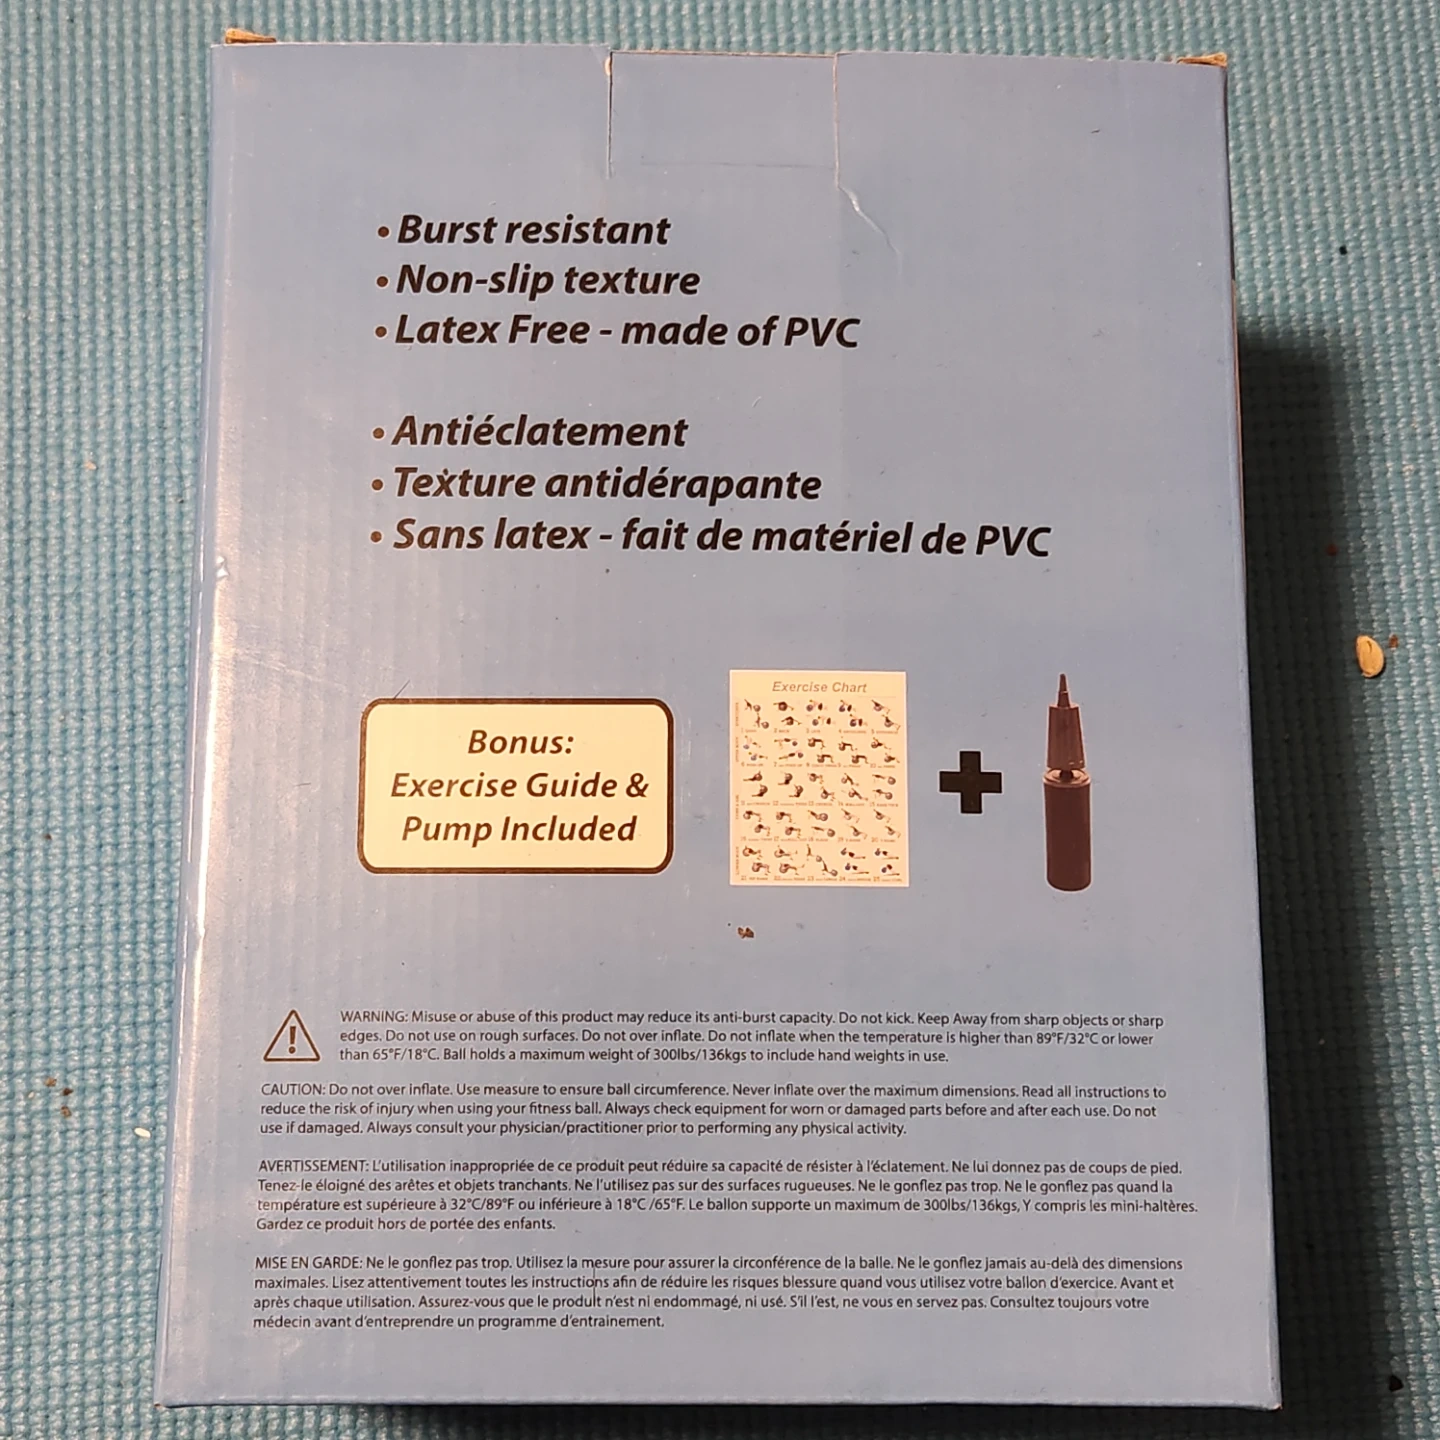 • Burst resistant
• Non-slip texture
• Latex Free - made of PVC
• Antiéclatement
• Texture antidérapante
• Sans latex - fait de matériel de PVC
Bonus:
Exercise Guide &
Pump Included
Exercise Chart
WARNING: Misuse or abuse of this product may reduce its anti-burst capacity. Do not kick. Keep Away from sharp objects or sharp
edges. Do not use on rough surfaces. Do not over inflate. Do not inflate when the temperature is higher than 89°F/32°C or lower
than 65°F/18°C. Ball holds a maximum weight of 300lbs/136kgs to include hand weights in use.
CAUTION: Do not over inflate. Use measure to ensure ball circumference. Never inflate over the maximum dimensions. Read all instructions to
reduce the risk of injury when using your fitness ball. Always check equipment for worn or damaged parts before and after each use. Do not
use if damaged. Always consult your physician/practitioner prior to performing any physical activity.
AVERTISSEMENT: L'utilisation inappropriée de ce produit peut réduire sa capacité de résister à l'éclatement. Ne lui donnez pas de coups de pied.
Tenez-le éloigné des arêtes et objets tranchants. Ne l'utilisez pas sur des surfaces rugueuses. Ne le gonflez pas trop. Ne le gonflez pas quand la
température est supérieure à 32°C/89°F ou inférieure à 18°C /65°F. Le ballon supporte un maximum de 300lbs/136kgs, Y compris les mini-haltères.
Gardez ce produit hors de portée des enfants.
MISE EN GARDE: Ne le gonflez pas trop. Utilisez la mesure pour assurer la circonférence de la balle. Ne le gonflez jamais au-delà des dimensions
maximales. Lisez attentivement toutes les instructions afin de réduire les risques blessure quand vous utilisez votre ballon d'exercice. Avant et
après chaque utilisation. Assurez-vous que le produit n'est ni endommagé, ni usé. S'il l'est, ne vous en servez pas. Consultez toujours votre
médecin avant d'entreprendre un programme d'entrainement.